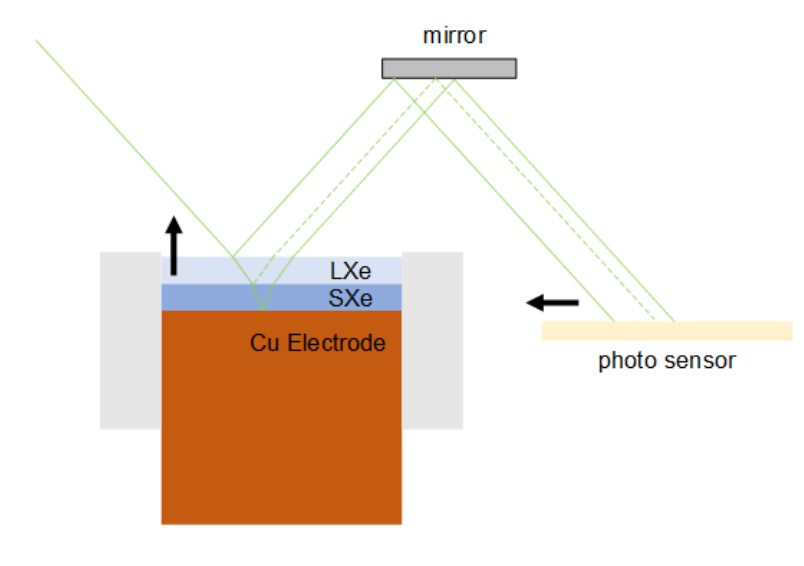 mirror
LXe
SXe
Cu Electrode
photo sensor